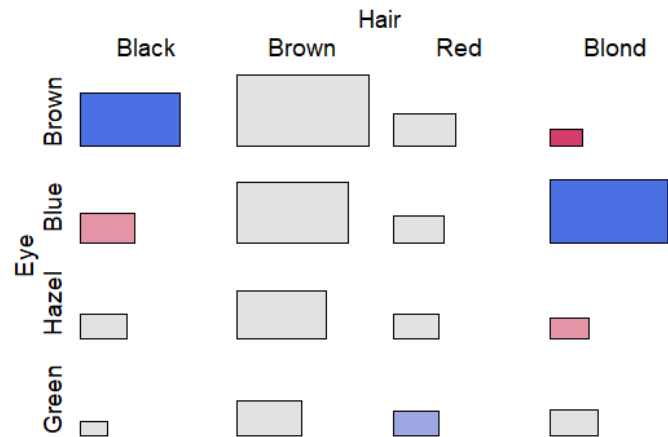 Hair
Black Brown Red Blond
Eye
Brown
Blue
Hazel
Green